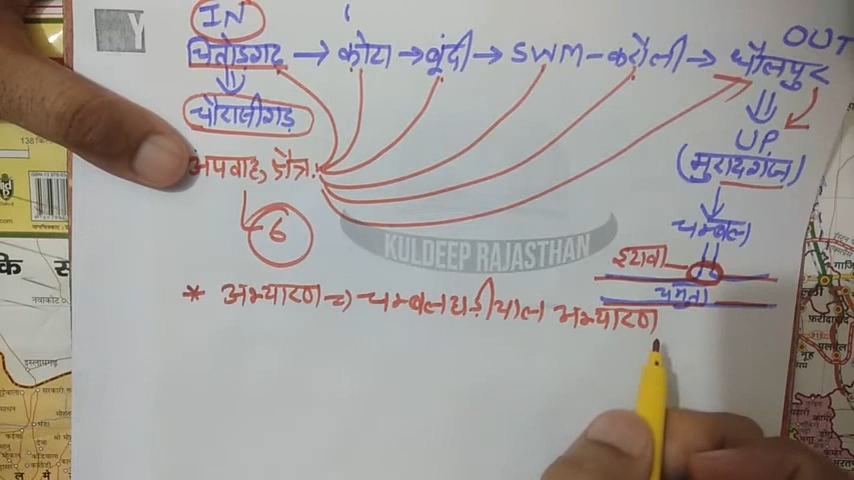 IN
OUT
चितोड़गढ़ → कोटा → बूंदी → SWM - करौली → धौलपुर
चौरासीगढ़
UP
(मुरादगंज)
अपवाह क्षैत्र
चम्बल
6
KULDEEP RAJASTHAN
इटावा
यमुना
* अभ्यारण → चम्बल घड़ीयाल अभ्यारण